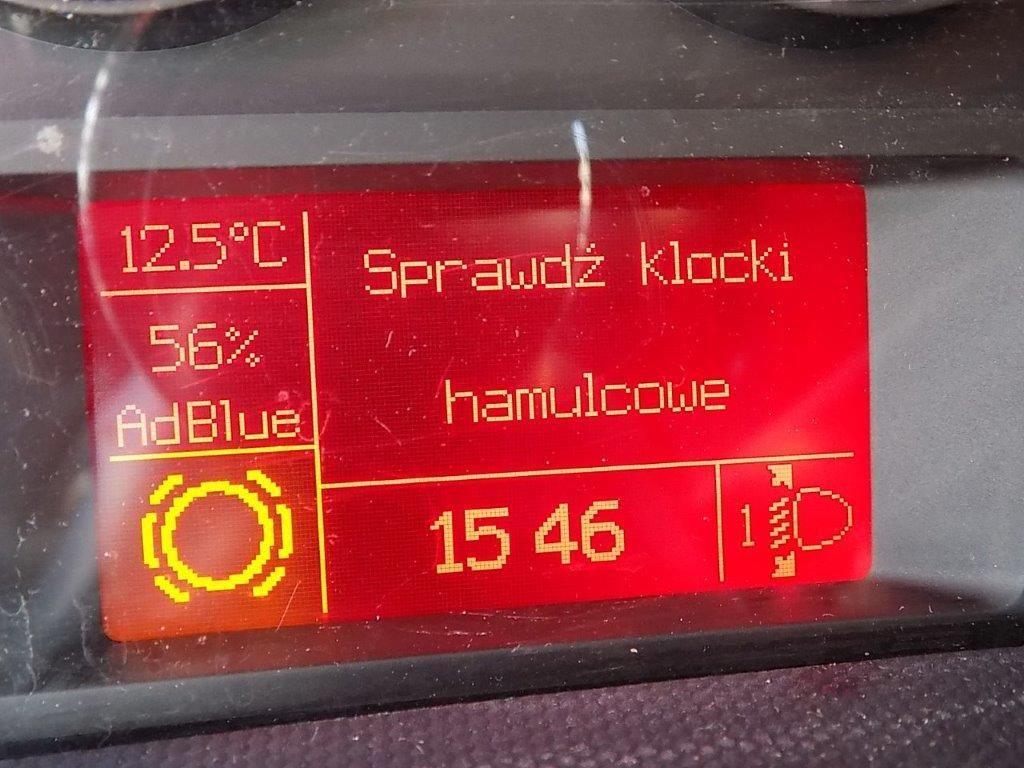 12.5°C
56%
AdBlue
Sprawdź klocki
hamulcowe
15 46
1